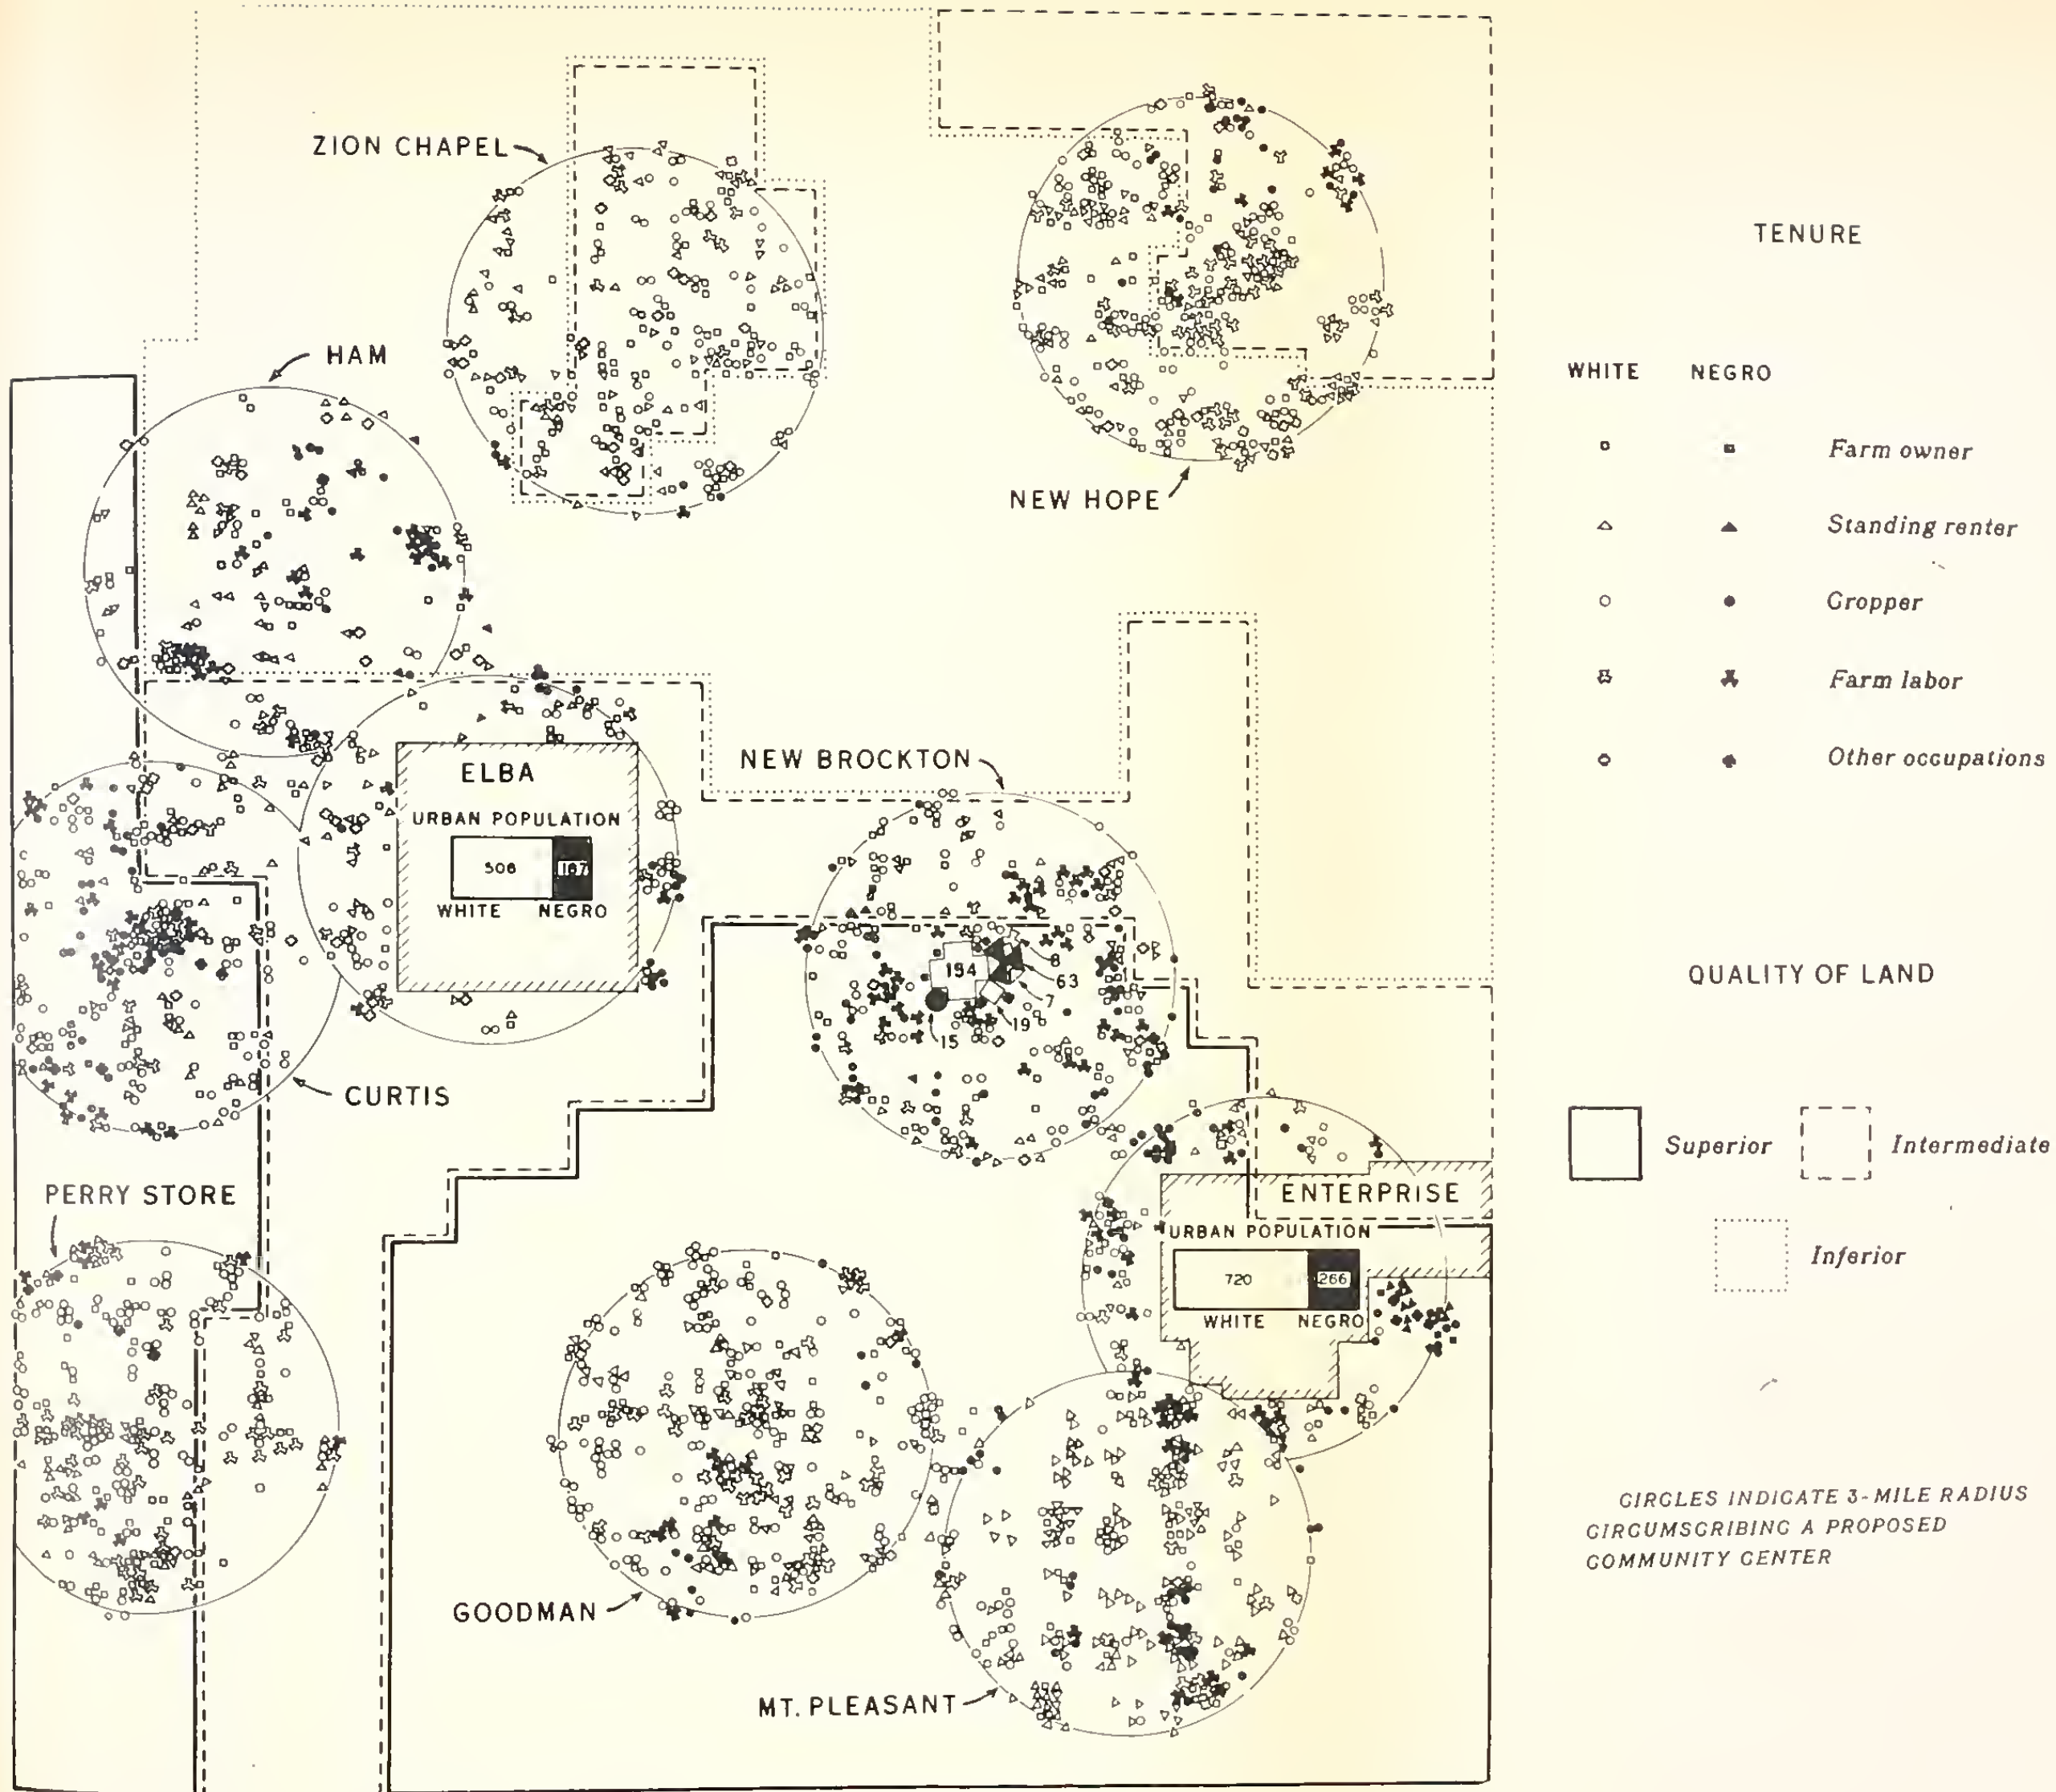 ZION CHAPEL
HAM
NEW HOPE
ELBA
URBAN POPULATION
506
167
WHITE NEGRO
NEW BROCKTON
194
8
63
7
19
15
CURTIS
PERRY STORE
ENTERPRISE
URBAN POPULATION
720
266
WHITE NEGRO
GOODMAN
MT. PLEASANT
TENURE
WHITE NEGRO
Farm owner
Standing renter
Cropper
Farm labor
Other occupations
QUALITY OF LAND
Superior
Intermediate
Inferior
CIRCLES INDICATE 3-MILE RADIUS
CIRCUMSCRIBING A PROPOSED
COMMUNITY CENTER